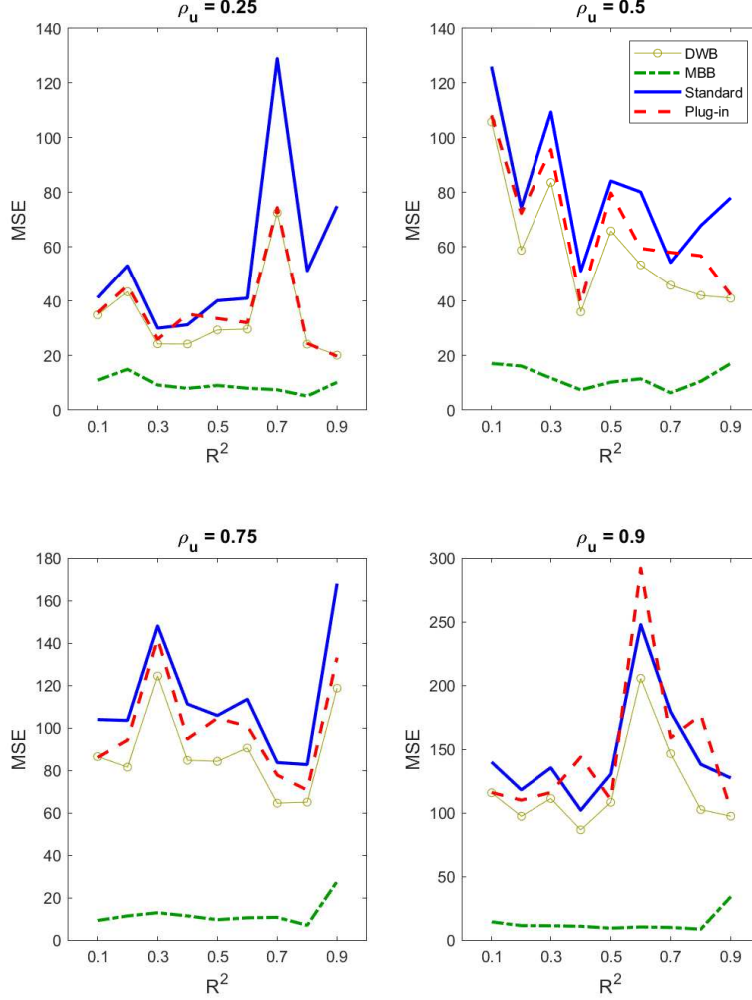 ρu = 0.25
140
120
100
80
60
40
20
0
MSE
0.1 0.3 0.5 0.7 0.9
R2
ρu = 0.5
140
120
100
80
60
40
20
0
MSE
DWB
MBB
Standard
Plug-in
0.1 0.3 0.5 0.7 0.9
R2
ρu = 0.75
180
160
140
120
100
80
60
40
20
0
MSE
0.1 0.3 0.5 0.7 0.9
R2
ρu = 0.9
300
250
200
150
100
50
0
MSE
0.1 0.3 0.5 0.7 0.9
R2